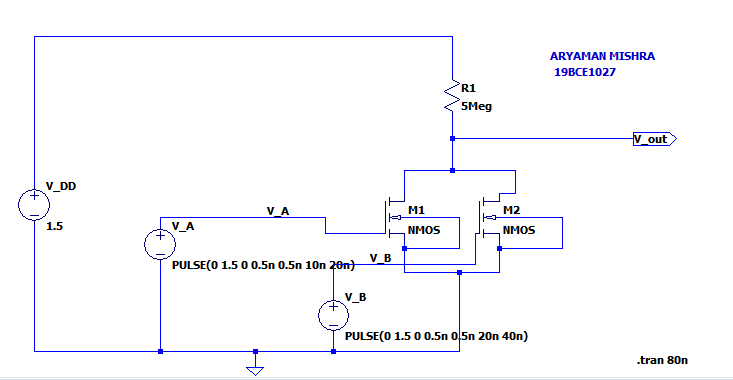 ARYAMAN MISHRA
19BCE1027
R1
5Meg
V_out
V_DD
1.5
V_A
V_A
PULSE(0 1.5 0 0.5n 0.5n 10n 20n)
M1
NMOS
M2
NMOS
V_B
V_B
PULSE(0 1.5 0 0.5n 0.5n 20n 40n)
.tran 80n